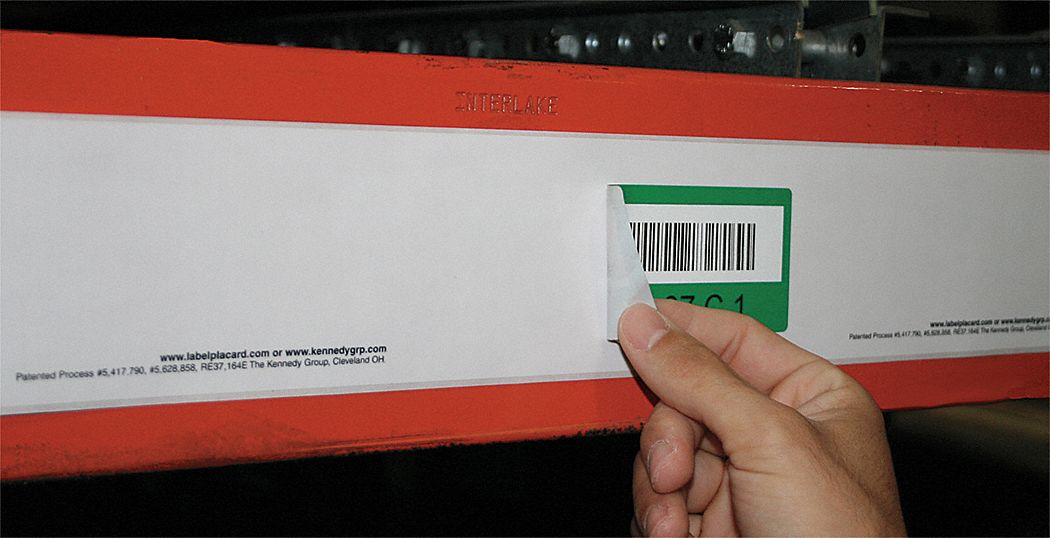 INTERLAKE
7 C 1
www.labelplacard.com or www.kennedygrp.com
Patented Process #5,417,790, #5,628,858, RE37,164E The Kennedy Group, Cleveland OH.
www.labelplacard.com or www.kennedygrp.c
Patented Process #5,417,790, #5,628,858, RE37,164E The Kennedy Group, Cleveland O